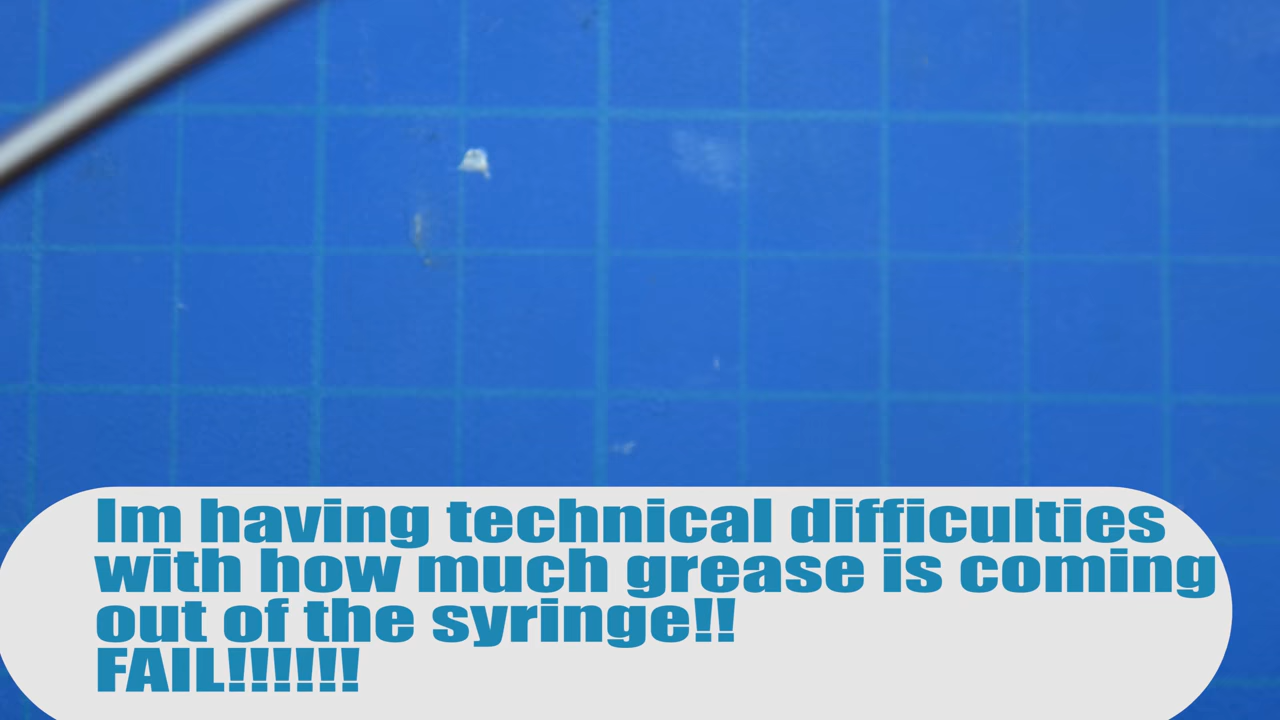 Im having technical difficulties
with how much grease is coming
out of the syringe!!
FAIL!!!!!!